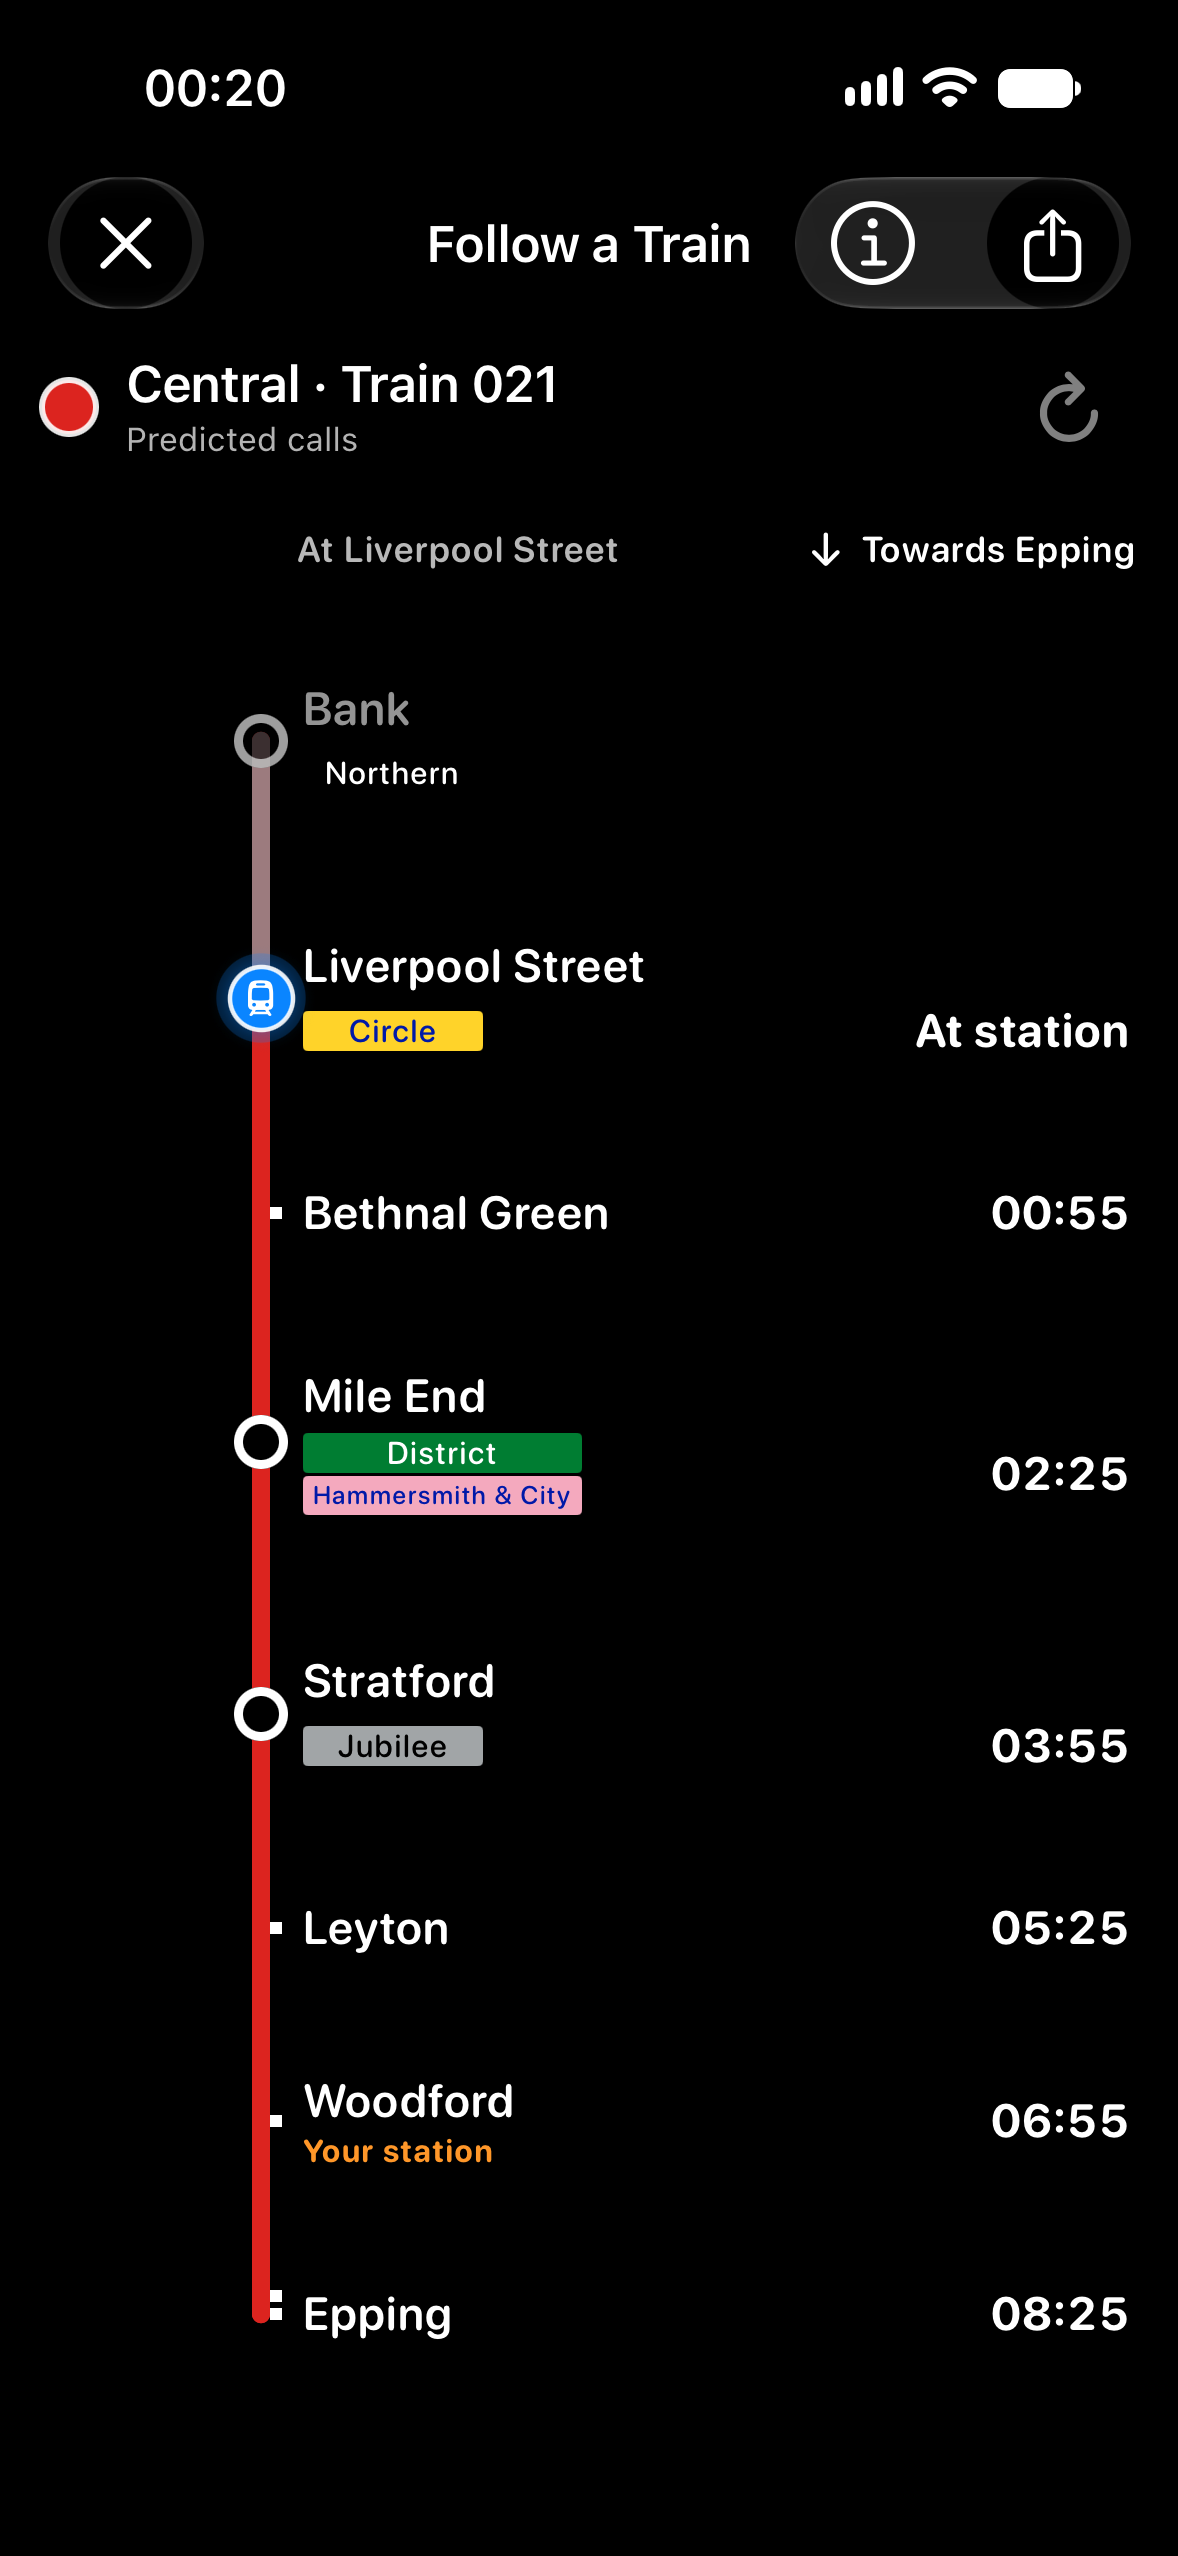 00:20
Follow a Train
Central · Train 021
Predicted calls
At Liverpool Street
↓ Towards Epping
Bank
Northern
Liverpool Street
Circle
At station
Bethnal Green
00:55
Mile End
District
Hammersmith & City
02:25
Stratford
Jubilee
03:55
Leyton
05:25
Woodford
Your station
06:55
Epping
08:25